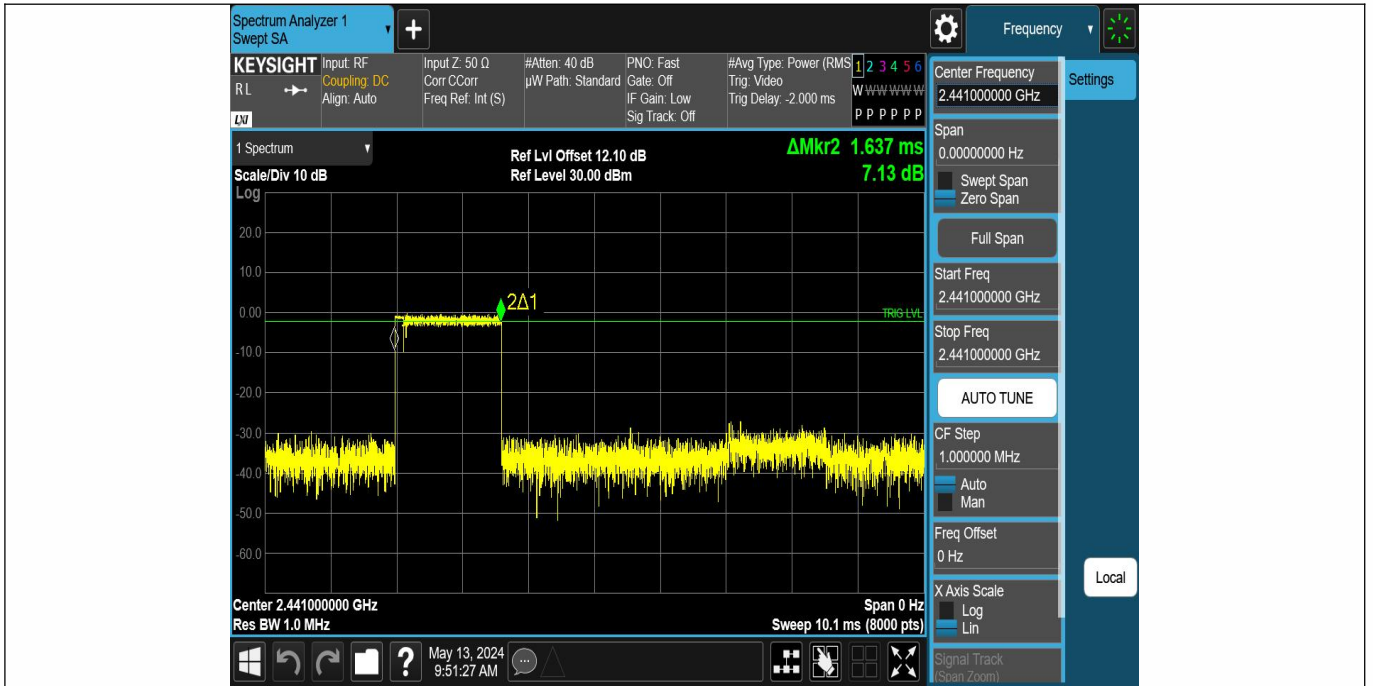 Spectrum Analyzer 1
Swept SA
+
Frequency
KEYSIGHT
RL
LXI
Input: RF
Coupling: DC
Align: Auto
Input Z: 50 Ω
Corr CCorr
Freq Ref: Int (S)
#Atten: 40 dB
µW Path: Standard
PNO: Fast
Gate: Off
IF Gain: Low
Sig Track: Off
#Avg Type: Power (RMS
Trig: Video
Trig Delay: -2.000 ms
1 2 3 4 5 6
W W W W W W
P P P P P P
1 Spectrum
Scale/Div 10 dB
Ref Lvl Offset 12.10 dB
Ref Level 30.00 dBm
ΔMkr2 1.637 ms
7.13 dB
Log
20.0
10.0
0.00
-10.0
-20.0
-30.0
-40.0
-50.0
-60.0
2Δ1
TRIG LVL
Center 2.441000000 GHz
Res BW 1.0 MHz
Span 0 Hz
Sweep 10.1 ms (8000 pts)
May 13, 2024
9:51:27 AM
?
Center Frequency
2.441000000 GHz
Settings
Span
0.00000000 Hz
Swept Span
Zero Span
Full Span
Start Freq
2.441000000 GHz
Stop Freq
2.441000000 GHz
AUTO TUNE
CF Step
1.000000 MHz
Auto
Man
Freq Offset
0 Hz
X Axis Scale
Log
Lin
Signal Track
(Span Zoom)
Local